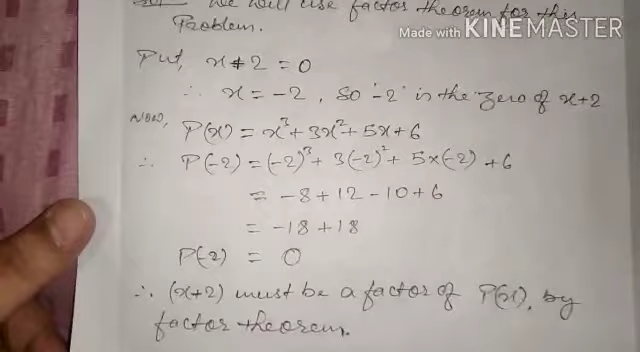 Sol We will use factor theorem for this
Problem.
Made with KINEMASTER
Put, x + 2 = 0
∴ x = -2, So '-2' is the zero of x+2
Now, P(x) = x³ + 3x² + 5x + 6
∴ P(-2) = (-2)³ + 3(-2)² + 5×(-2) + 6
= -8 + 12 - 10 + 6
= -18 + 18
P(-2) = 0
∴ (x+2) must be a factor of P(x), by
factor theorem.